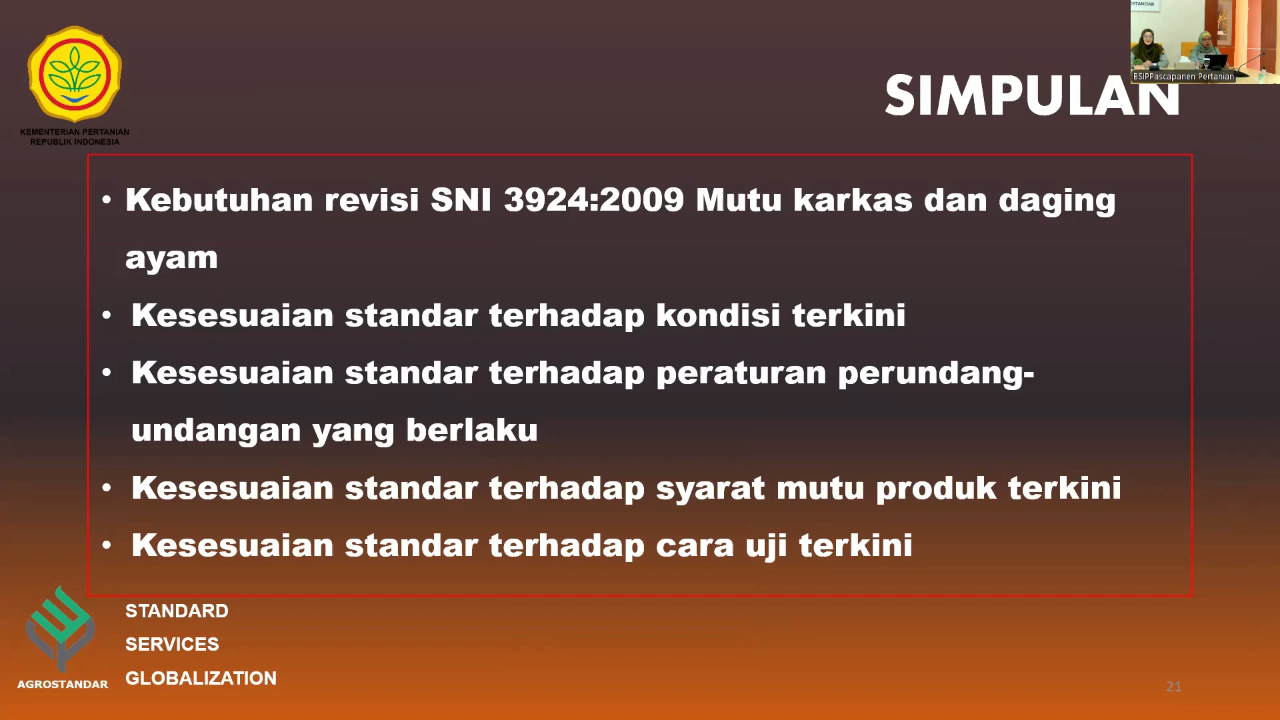 KEMENTERIAN PERTANIAN
REPUBLIK INDONESIA
SIMPULAN
BSIPPascapanen Pertanian
• Kebutuhan revisi SNI 3924:2009 Mutu karkas dan daging
ayam
• Kesesuaian standar terhadap kondisi terkini
• Kesesuaian standar terhadap peraturan perundang-
undangan yang berlaku
• Kesesuaian standar terhadap syarat mutu produk terkini
• Kesesuaian standar terhadap cara uji terkini
AGROSTANDAR
STANDARD
SERVICES
GLOBALIZATION
21